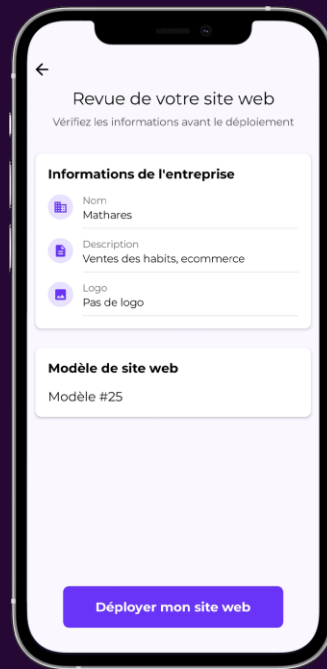 Revue de votre site web
Vérifiez les informations avant le déploiement
Informations de l'entreprise
Nom
Mathares
Description
Ventes des habits, ecommerce
Logo
Pas de logo
Modèle de site web
Modèle #25
Déployer mon site web